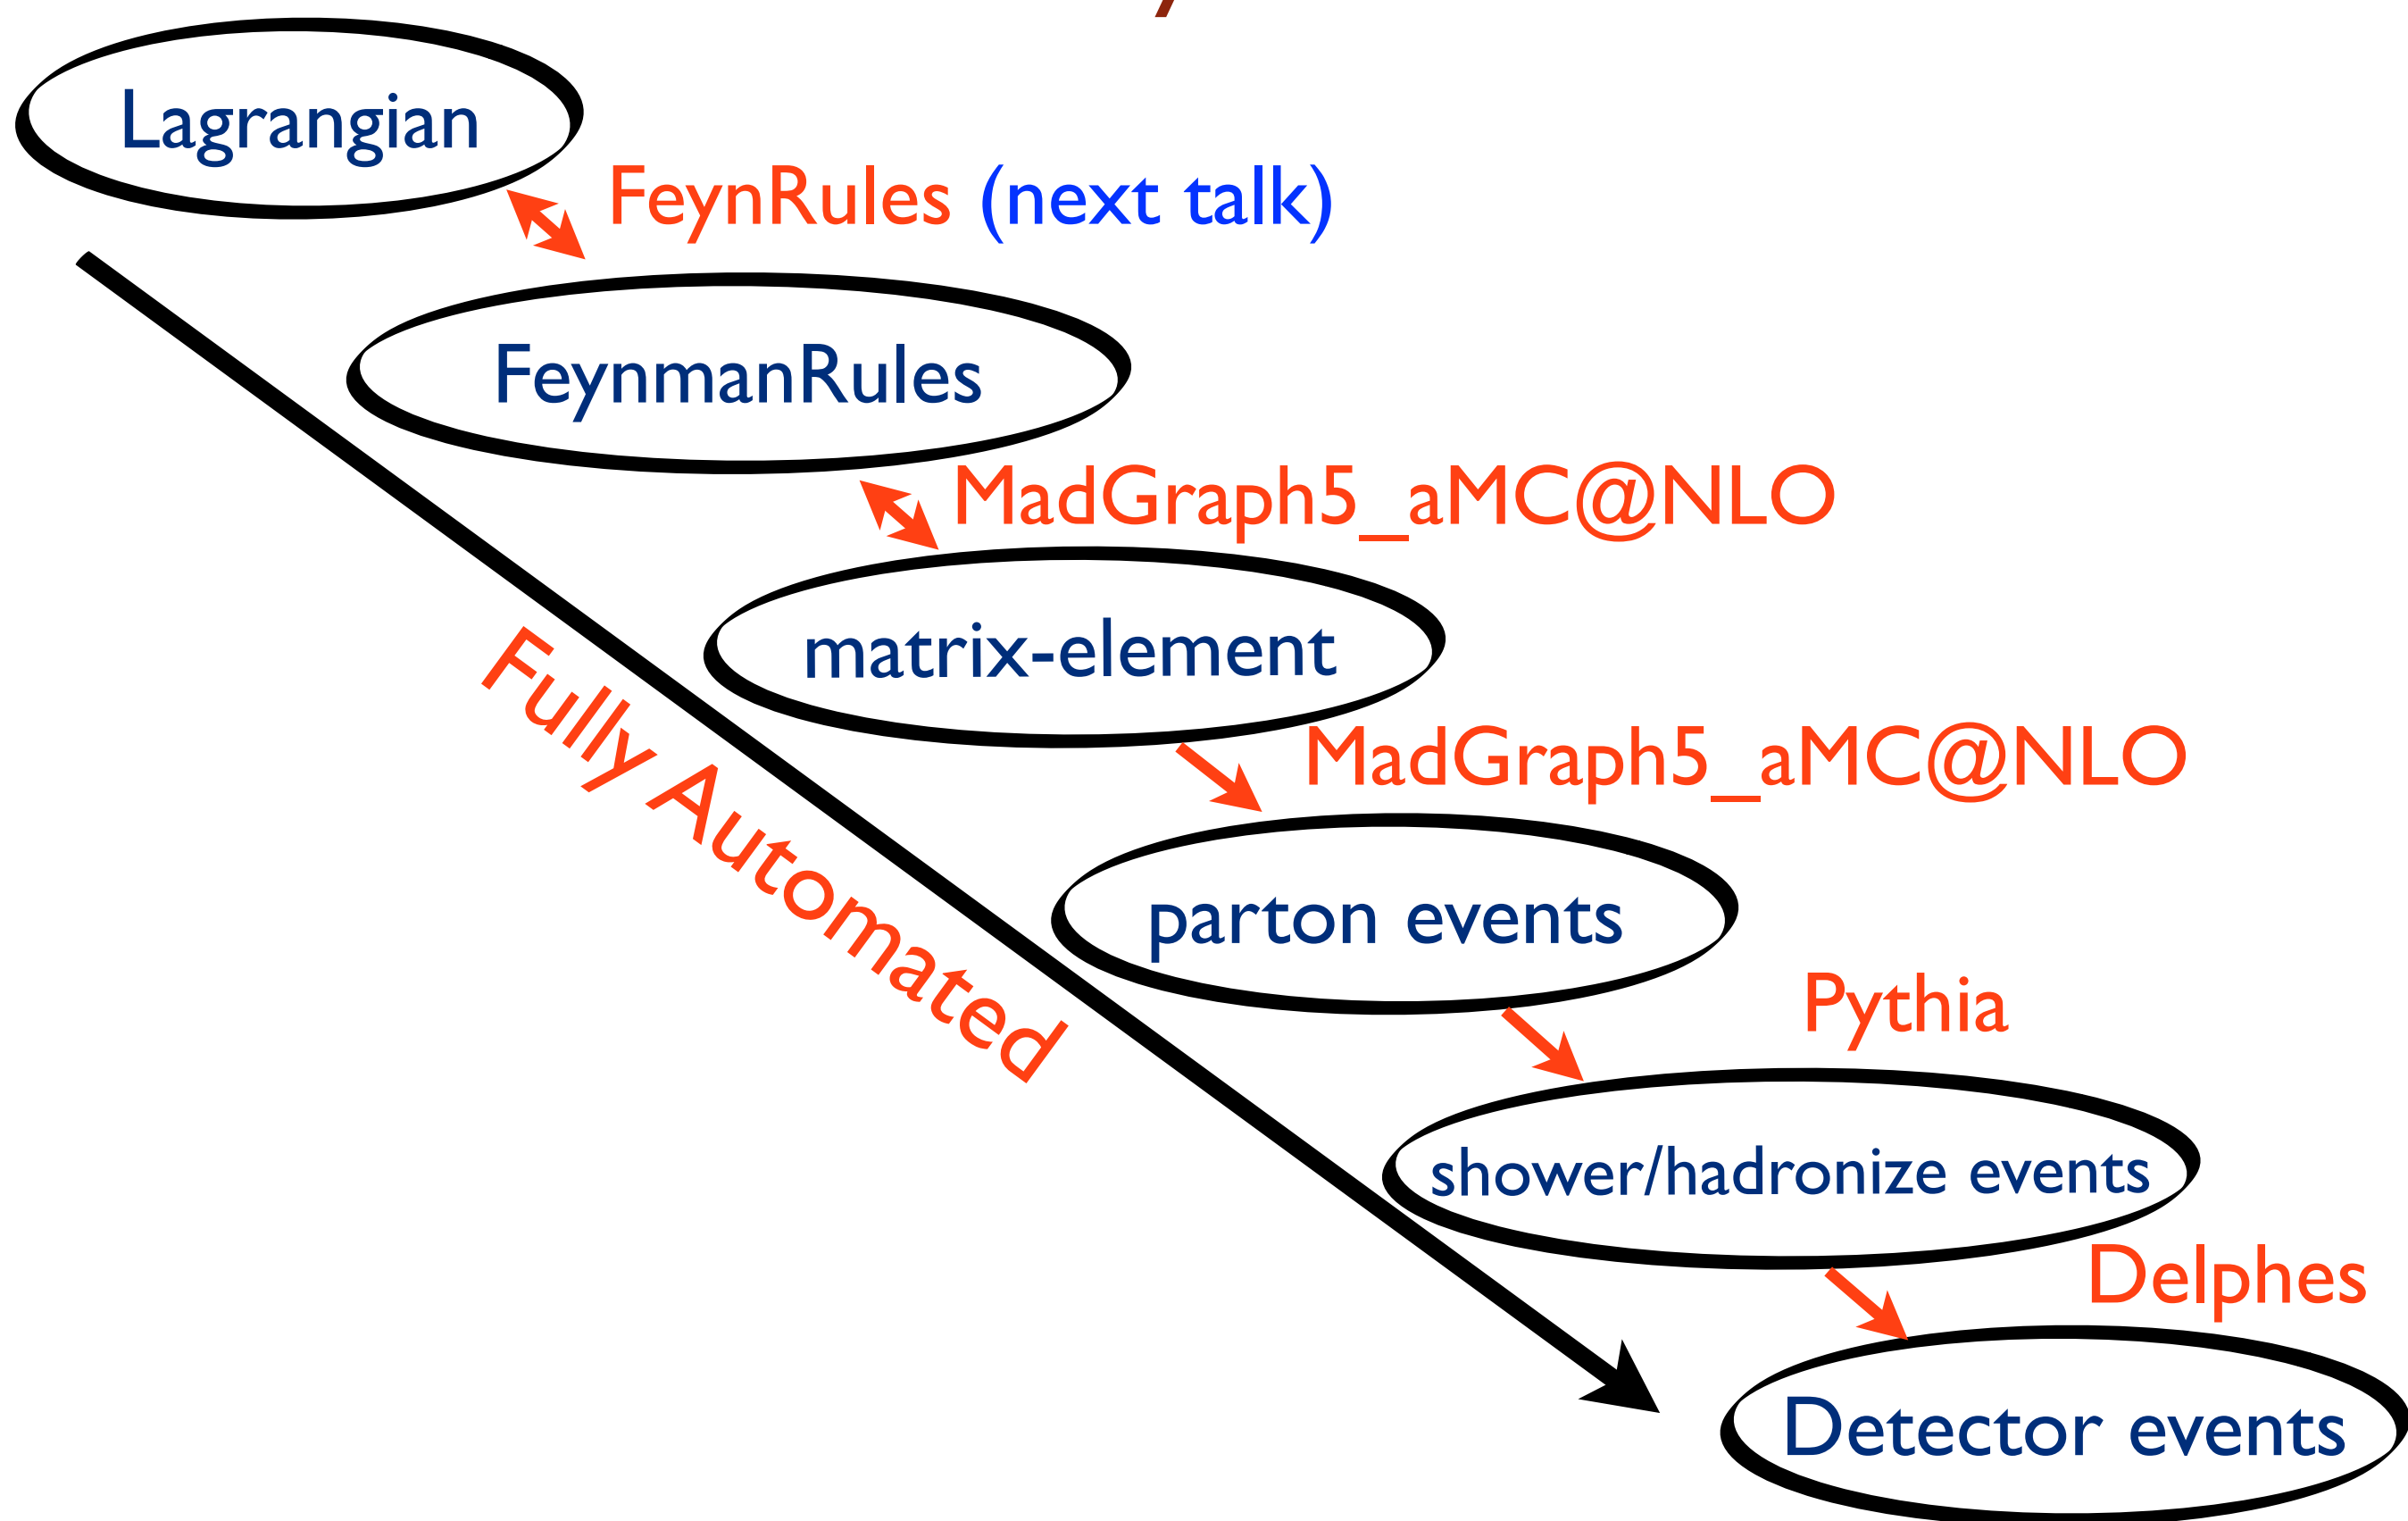 Lagrangian
FeynRules (next talk)
FeynmanRules
MadGraph5_aMC@NLO
matrix-element
Fully Automated
MadGraph5_aMC@NLO
parton events
Pythia
shower/hadronize events
Delphes
Detector events